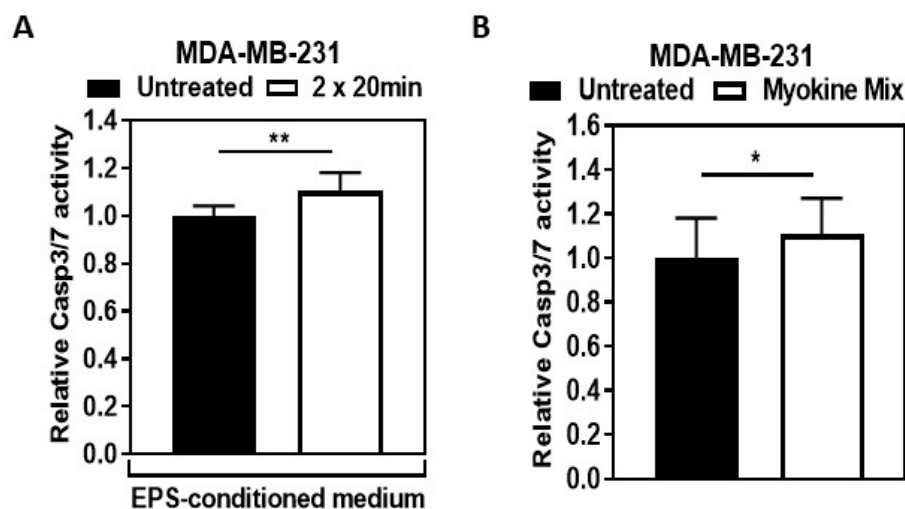 A
MDA-MB-231
Untreated 2 x 20min
Relative Casp3/7 activity
1.4
1.2
1.0
0.8
0.6
0.4
0.2
0.0
**
EPS-conditioned medium
B
MDA-MB-231
Untreated Myokine Mix
Relative Casp3/7 activity
1.6
1.4
1.2
1.0
0.8
0.6
0.4
0.2
0.0
*